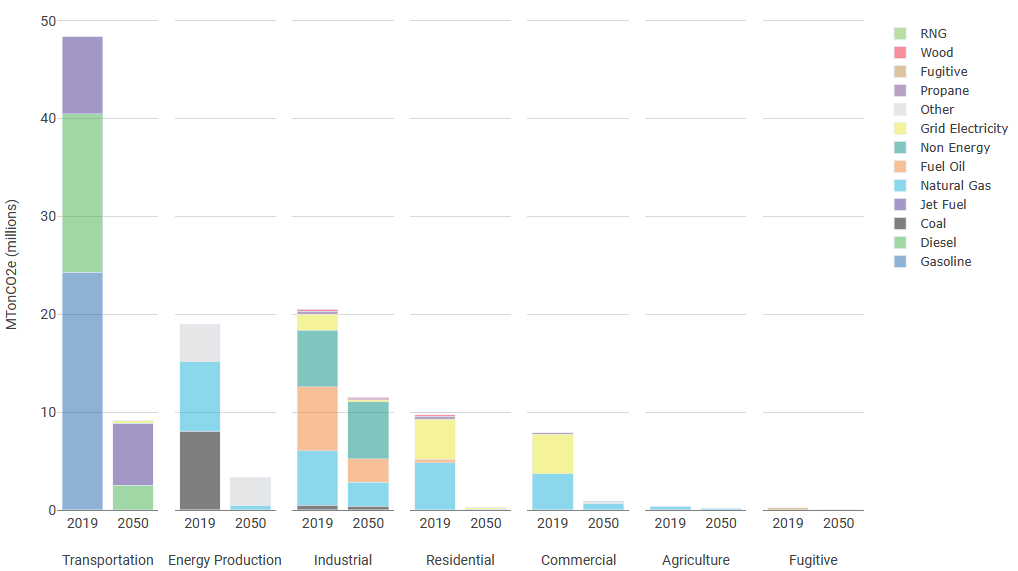 50
40
30
20
10
0
MTonCO2e (millions)
2019 2050 2019 2050 2019 2050 2019 2050 2019 2050 2019 2050 2019 2050
Transportation Energy Production Industrial Residential Commercial Agriculture Fugitive
RNG
Wood
Fugitive
Propane
Other
Grid Electricity
Non Energy
Fuel Oil
Natural Gas
Jet Fuel
Coal
Diesel
Gasoline